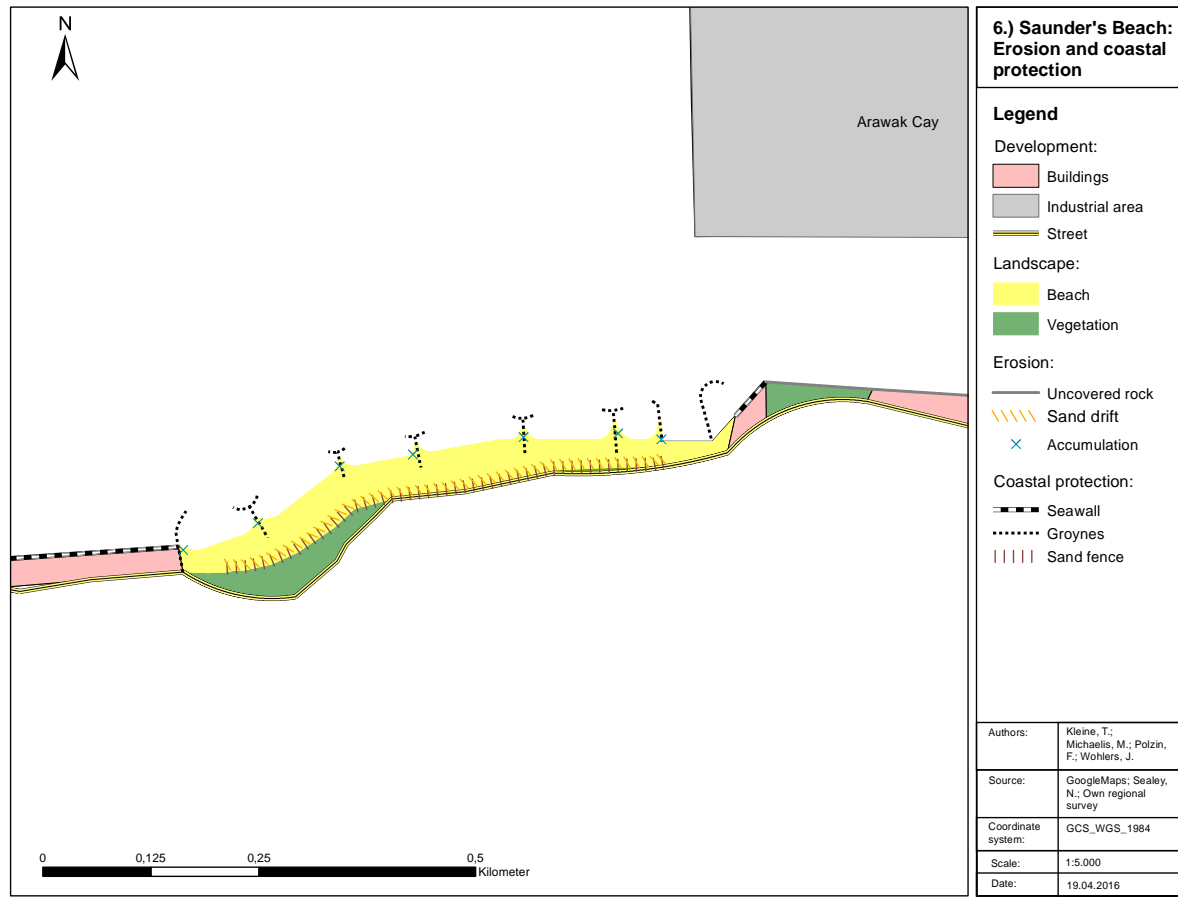 N
Arawak Cay
0
0,125
0,25
0,5
Kilometer
6.) Saunder's Beach:
Erosion and coastal
protection
Legend
Development:
Buildings
Industrial area
Street
Landscape:
Beach
Vegetation
Erosion:
Uncovered rock
Sand drift
Accumulation
Coastal protection:
Seawall
Groynes
Sand fence
Authors:
Kleine, T.;
Michaelis, M.; Polzin,
F.; Wohlers, J.
Source:
GoogleMaps; Sealey,
N.; Own regional
survey
Coordinate
system:
GCS_WGS_1984
Scale:
1:5.000
Date:
19.04.2016